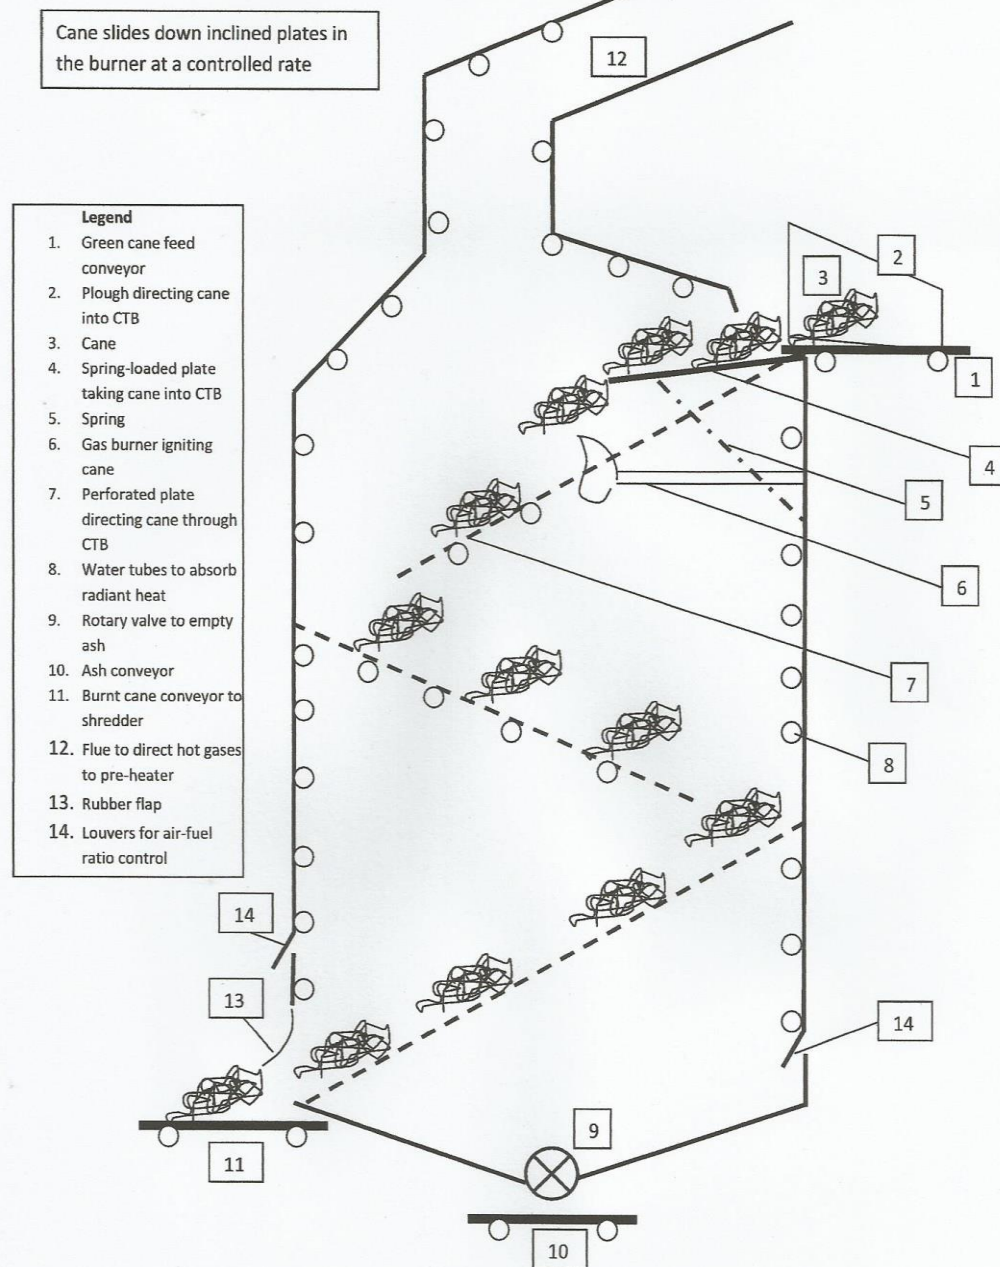 Cane slides down inclined plates in
the burner at a controlled rate
12
Legend
1. Green cane feed
conveyor
2. Plough directing cane
into CTB
3. Cane
4. Spring-loaded plate
taking cane into CTB
5. Spring
6. Gas burner igniting
cane
7. Perforated plate
directing cane through
CTB
8. Water tubes to absorb
radiant heat
9. Rotary valve to empty
ash
10. Ash conveyor
11. Burnt cane conveyor to
shredder
12. Flue to direct hot gases
to pre-heater
13. Rubber flap
14. Louvers for air-fuel
ratio control
2
3
1
4
5
6
7
8
14
13
14
9
11
10